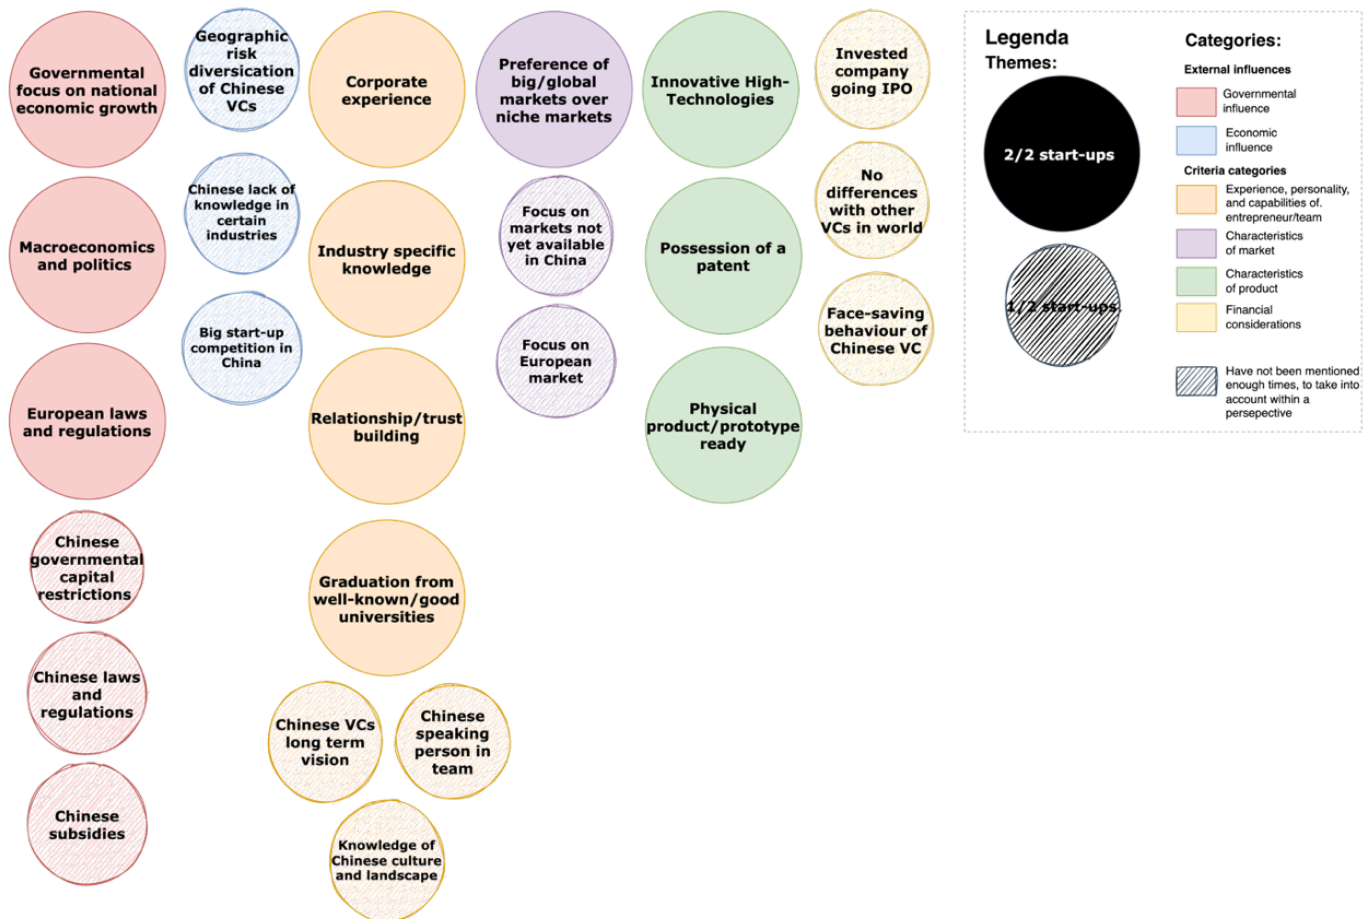 Governmental
focus on national
economic growth
Macroeconomics
and politics
European laws
and regulations
Chinese
governmental
capital
restrictions
Chinese laws
and
regulations
Chinese
subsidies
Geographic
risk
diversication
of Chinese
VCs
Chinese lack of
knowledge in
certain
industries
Big start-up
competition in
China
Corporate
experience
Industry specific
knowledge
Relationship/trust
building
Graduation from
well-known/good
universities
Chinese VCs
long term
vision
Chinese
speaking
person in
team
Knowledge of
Chinese culture
and landscape
Preference of
big/global
markets over
niche markets
Focus on
markets not
yet available
in China
Focus on
European
market
Innovative High-
Technologies
Possession of a
patent
Physical
product/prototype
ready
Invested
company
going IPO
No
differences
with other
VCs in world
Face-saving
behaviour of
Chinese VC
Legenda
Themes:
2/2 start-ups
1/2 start-ups
Categories:
External influences
Governmental
influence
Economic
influence
Criteria categories
Experience, personality,
and capabilities of.
entrepreneur/team
Characteristics
of market
Characteristics
of product
Financial
considerations
Have not been mentioned
enough times, to take into
account within a
persepective